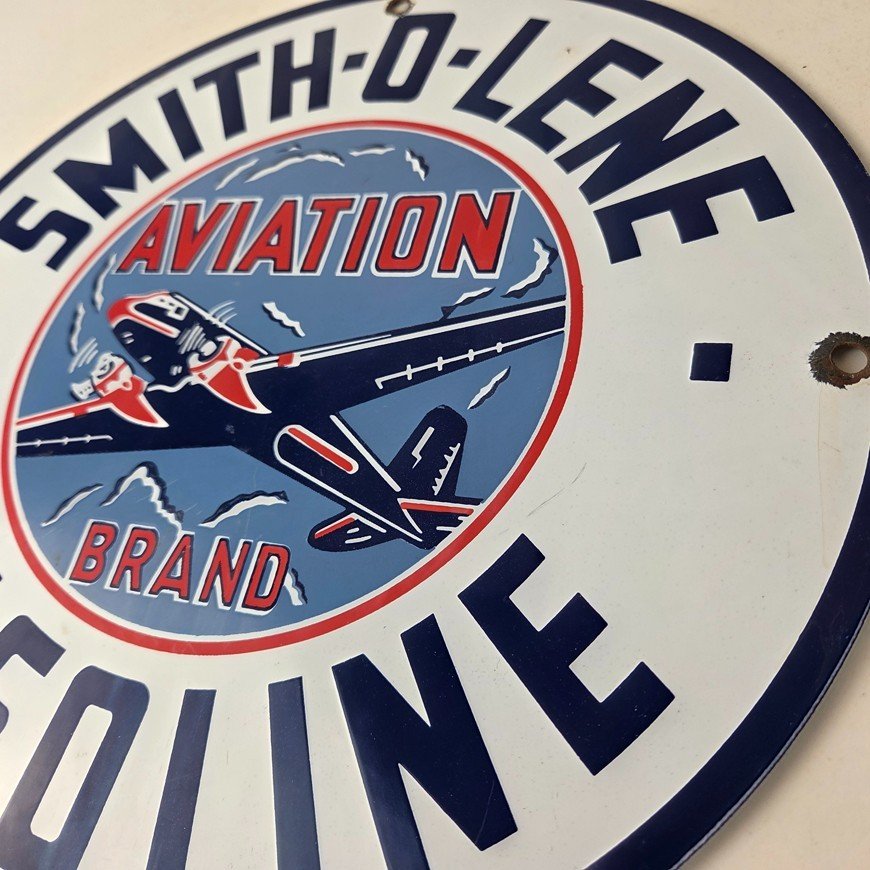 SMITH-O-LENE
AVIATION
BRAND
SOLINE